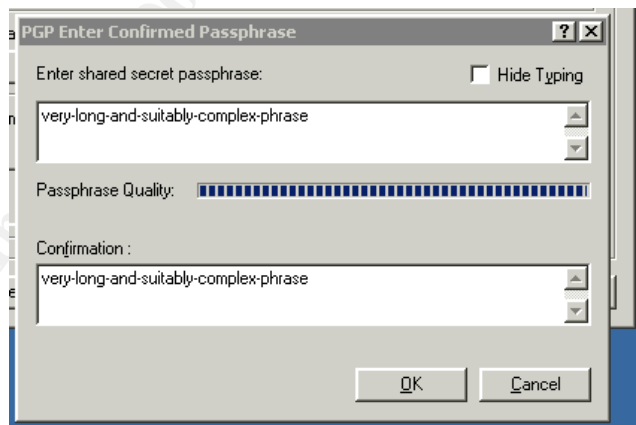 PGP Enter Confirmed Passphrase
Enter shared secret passphrase:
Hide Typing
very-long-and-suitably-complex-phrase
Passphrase Quality:
Confirmation :
very-long-and-suitably-complex-phrase
OK
Cancel